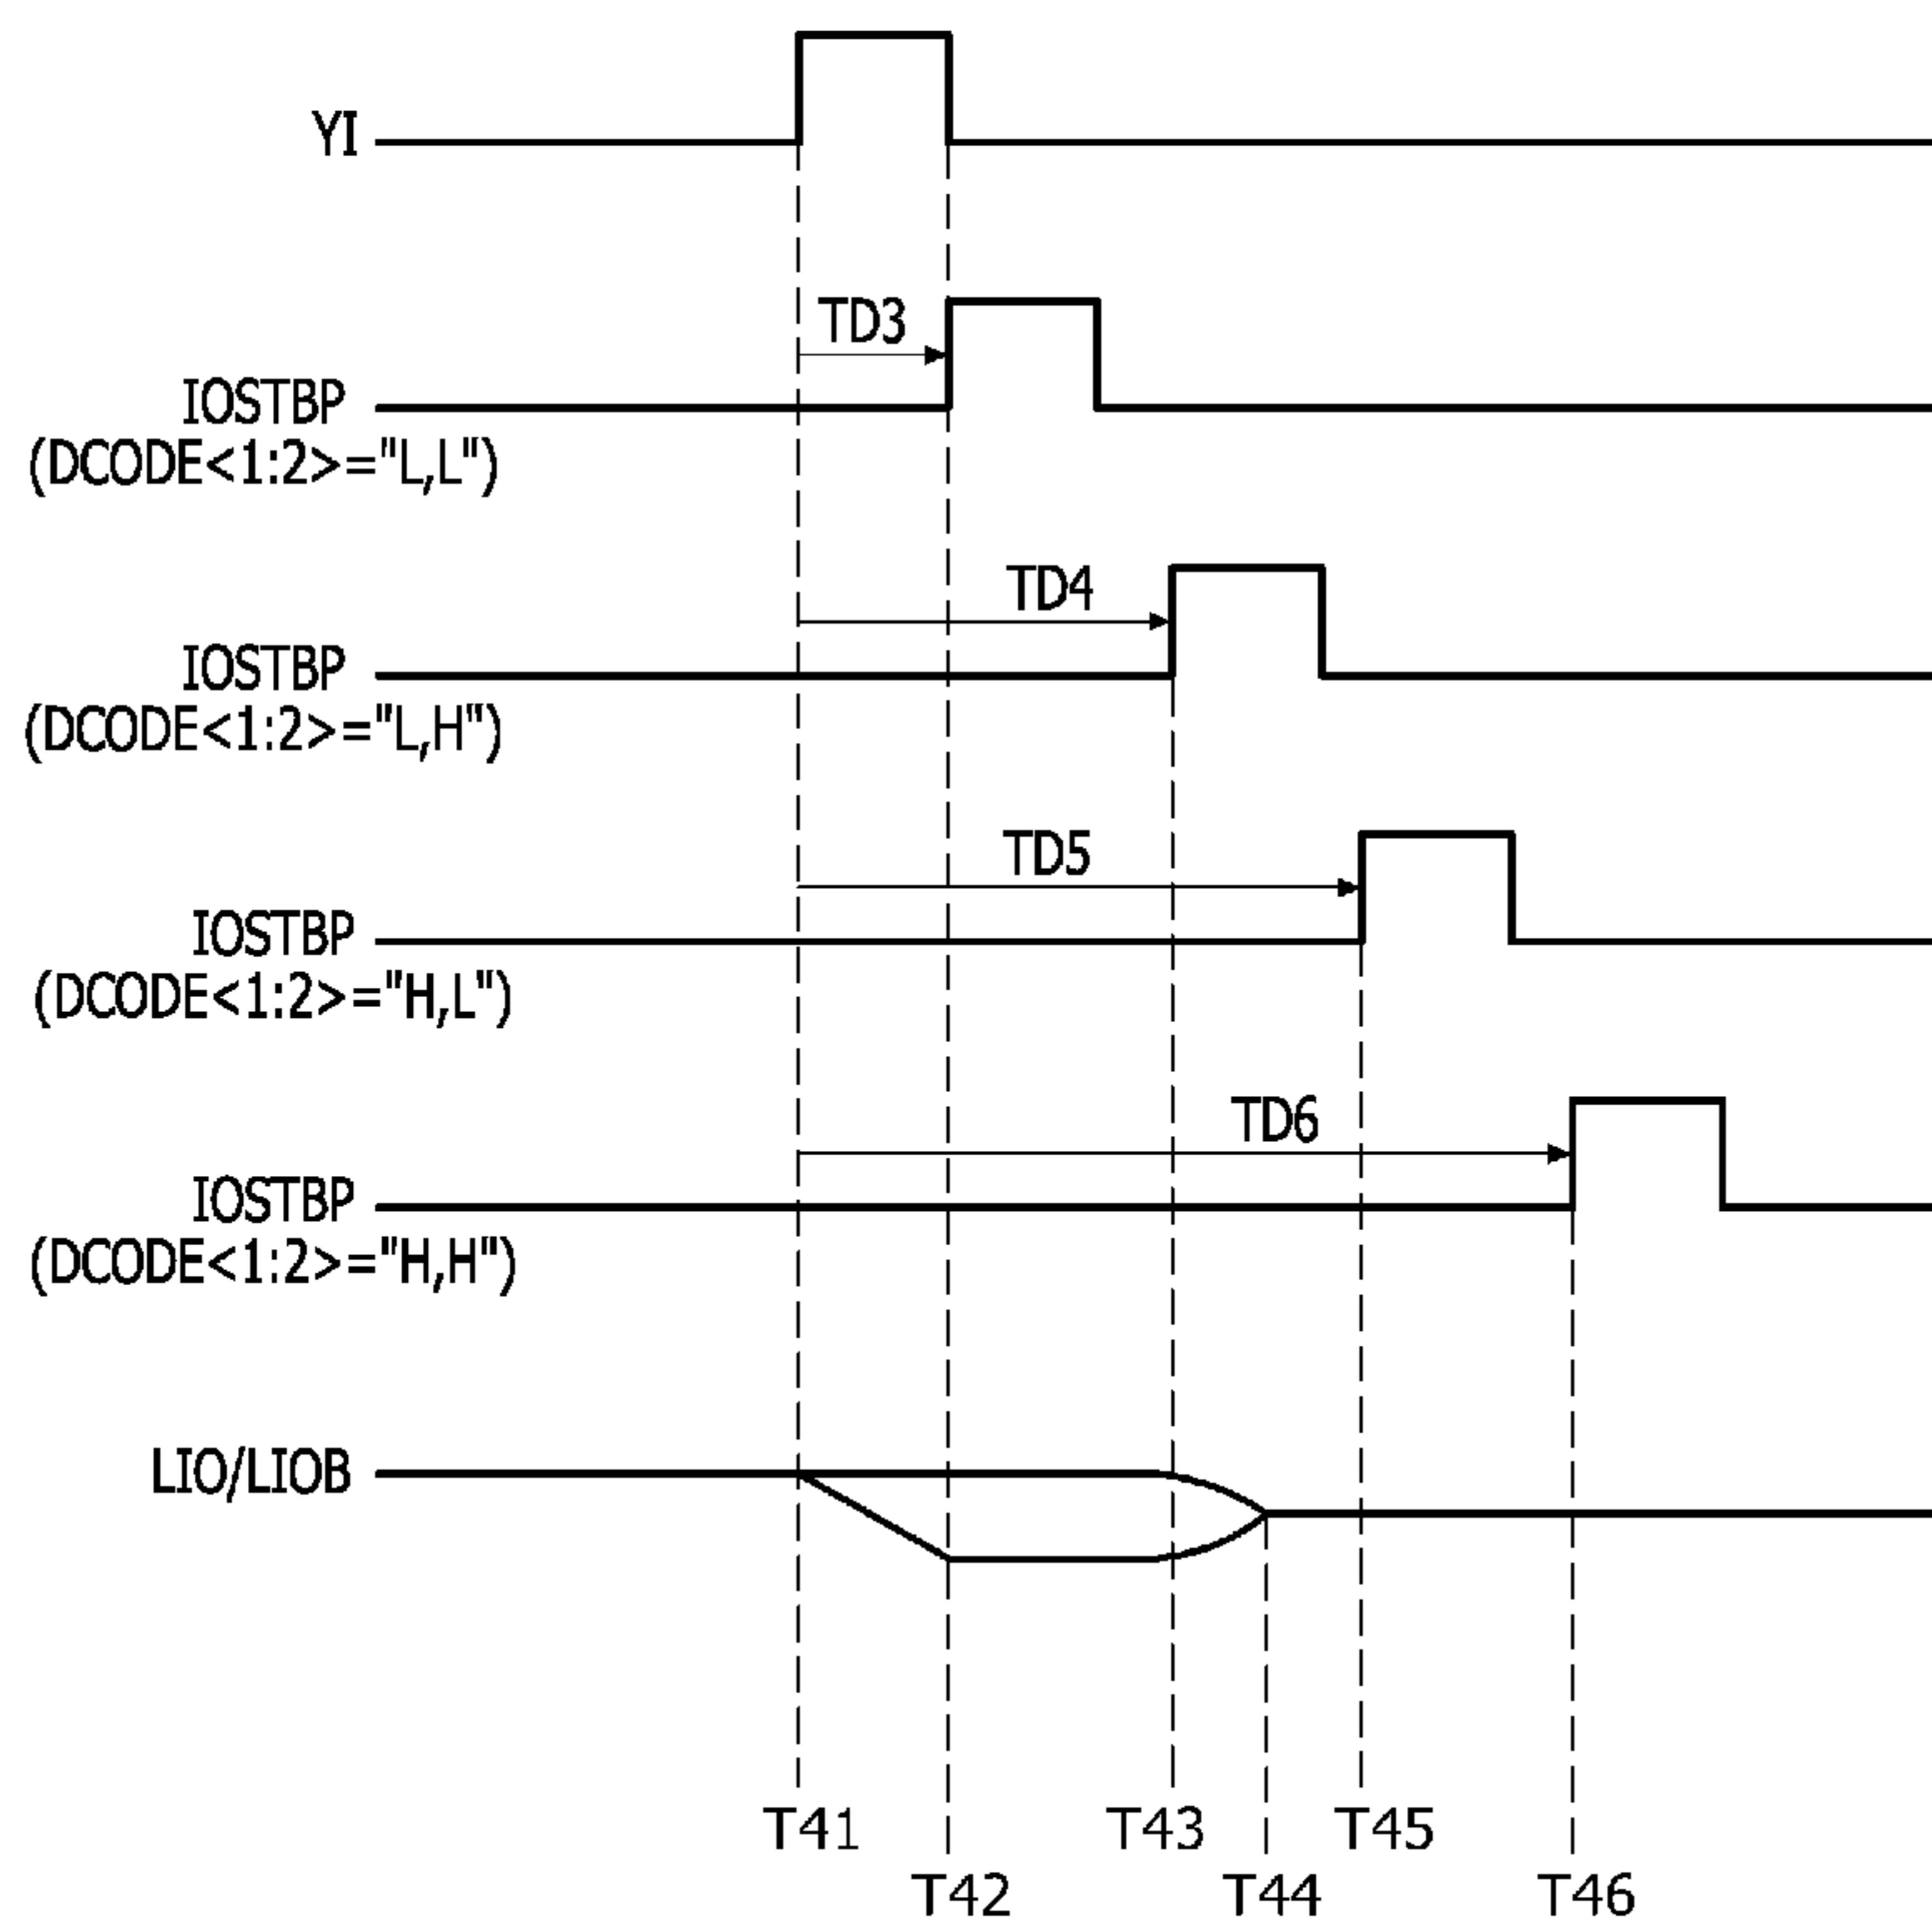 YI
TD3
IOSTBP
(DCODE<1:2>="L,L")
TD4
IOSTBP
(DCODE<1:2>="L,H")
TD5
IOSTBP
(DCODE<1:2>="H,L")
TD6
IOSTBP
(DCODE<1:2>="H,H")
LIO/LIOB
T41 T43 T45
T42 T44 T46